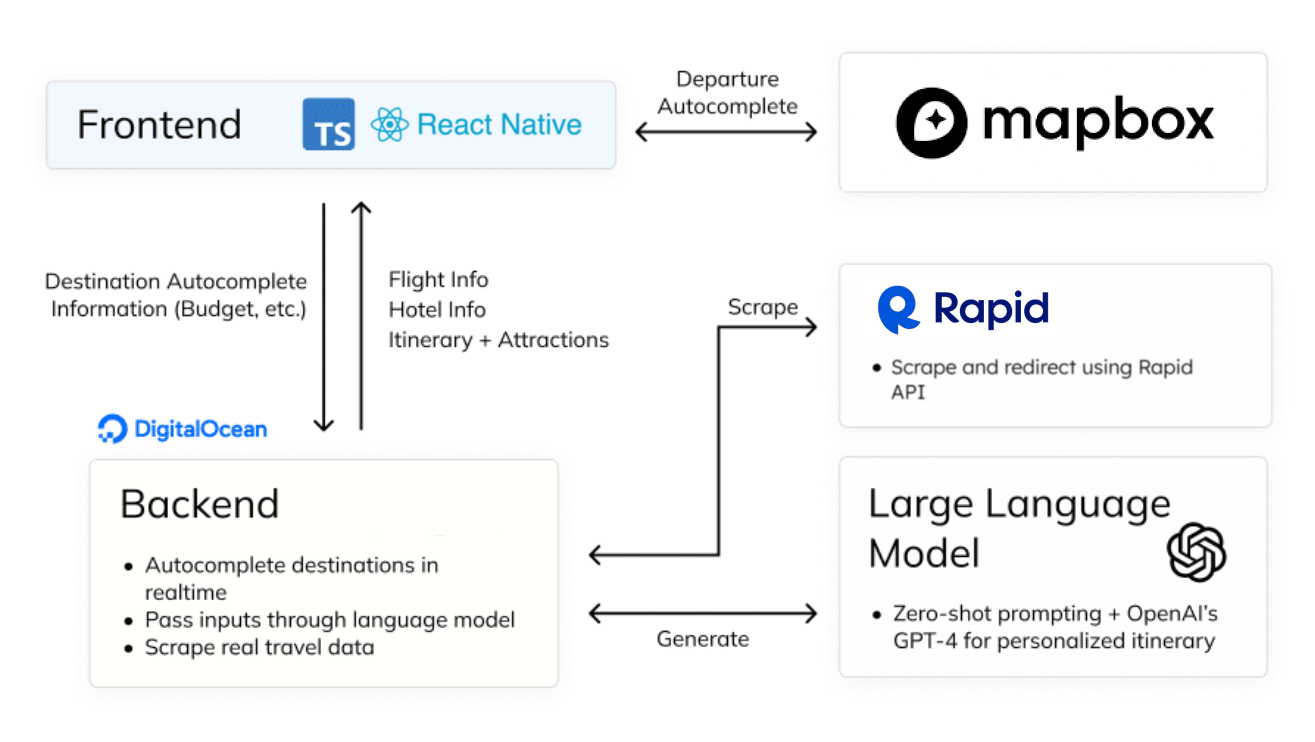 Frontend
TS
React Native
Departure
Autocomplete
mapbox
Destination Autocomplete
Information (Budget, etc.)
Flight Info
Hotel Info
Itinerary + Attractions
Scrape
Rapid
• Scrape and redirect using Rapid
API
DigitalOcean
Backend
• Autocomplete destinations in
realtime
• Pass inputs through language model
• Scrape real travel data
Generate
Large Language
Model
• Zero-shot prompting + OpenAI's
GPT-4 for personalized itinerary